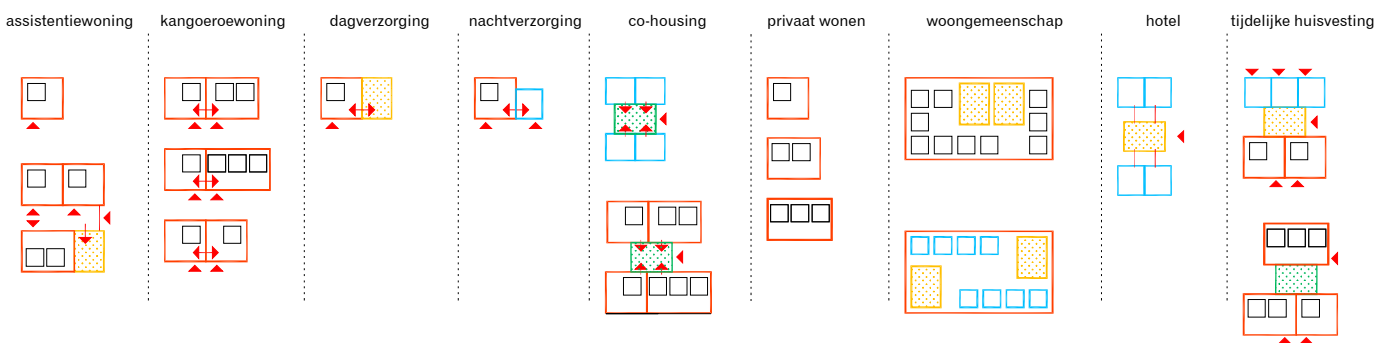 assistentiewoning kangoeroewoning dagverzorging nachtverzorging co-housing privaat wonen woongemeenschap hotel tijdelijke huisvesting